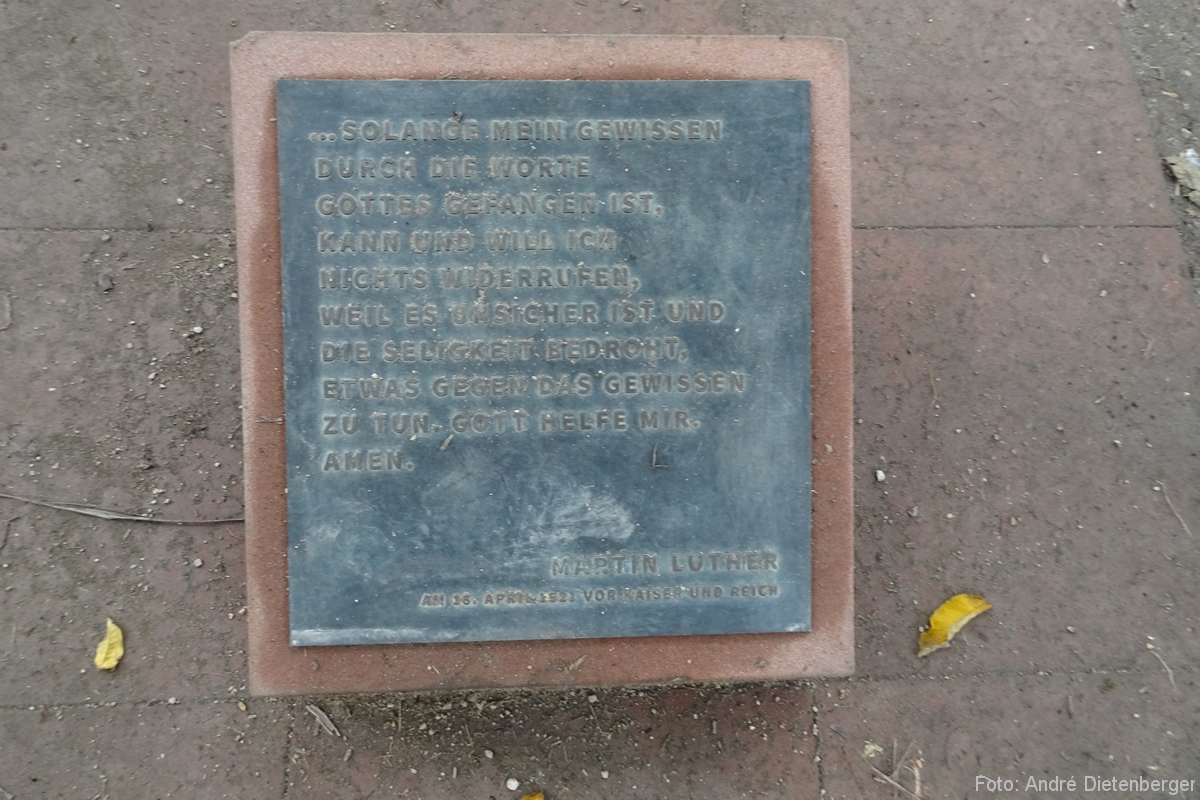 ...SOLANGE MEIN GEWISSEN
DURCH DIE WORTE
GOTTES GEFANGEN IST,
KANN UND WILL ICH
NICHTS WIDERRUFEN,
WEIL ES UNSICHER IST UND
DIE SELIGKEIT BEDROHT,
ETWAS GEGEN DAS GEWISSEN
ZU TUN. GOTT HELFE MIR.
AMEN.
MARTIN LUTHER
AM 18. APRIL 1521 VOR KAISER UND REICH
Foto: André Dietenberger